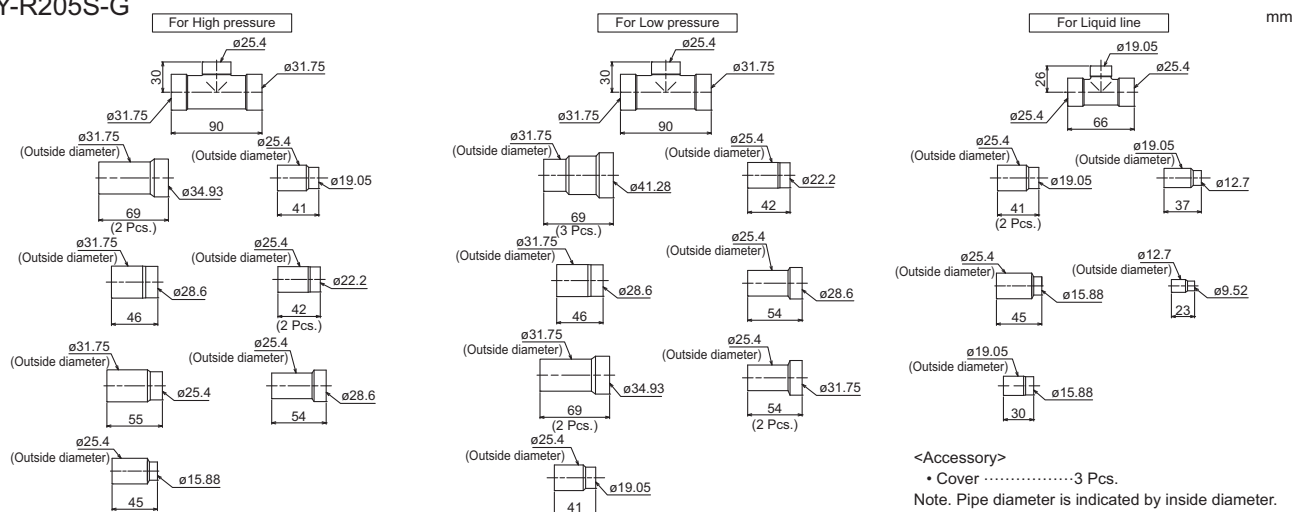 Y-R205S-G
mm
For High pressure
ø25.4
30
ø31.75
ø31.75
90
ø31.75
(Outside diameter)
ø34.93
69
(2 Pcs.)
ø25.4
(Outside diameter)
ø19.05
41
ø31.75
(Outside diameter)
ø28.6
46
ø25.4
(Outside diameter)
ø22.2
42
(2 Pcs.)
ø31.75
(Outside diameter)
ø25.4
55
ø25.4
(Outside diameter)
ø28.6
54
ø25.4
(Outside diameter)
ø15.88
45
For Low pressure
ø25.4
30
ø31.75
ø31.75
90
ø31.75
(Outside diameter)
ø41.28
69
(3 Pcs.)
ø25.4
(Outside diameter)
ø22.2
42
ø31.75
(Outside diameter)
ø28.6
46
ø25.4
(Outside diameter)
ø28.6
54
ø31.75
(Outside diameter)
ø34.93
69
(2 Pcs.)
ø25.4
(Outside diameter)
ø31.75
54
(2 Pcs.)
ø25.4
(Outside diameter)
ø19.05
41
For Liquid line
ø19.05
26
ø25.4
ø25.4
66
ø25.4
(Outside diameter)
ø19.05
41
(2 Pcs.)
ø19.05
(Outside diameter)
ø12.7
37
ø25.4
(Outside diameter)
ø15.88
45
ø12.7
(Outside diameter)
ø9.52
23
ø19.05
(Outside diameter)
ø15.88
30
<Accessory>
• Cover ·················3 Pcs.
Note. Pipe diameter is indicated by inside diameter.